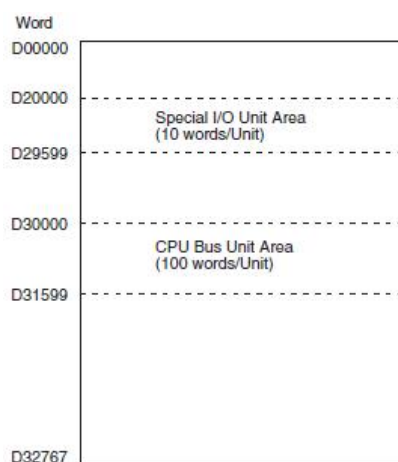 Word
D00000
D20000
Special I/O Unit Area
(10 words/Unit)
D29599
D30000
CPU Bus Unit Area
(100 words/Unit)
D31599
D32767